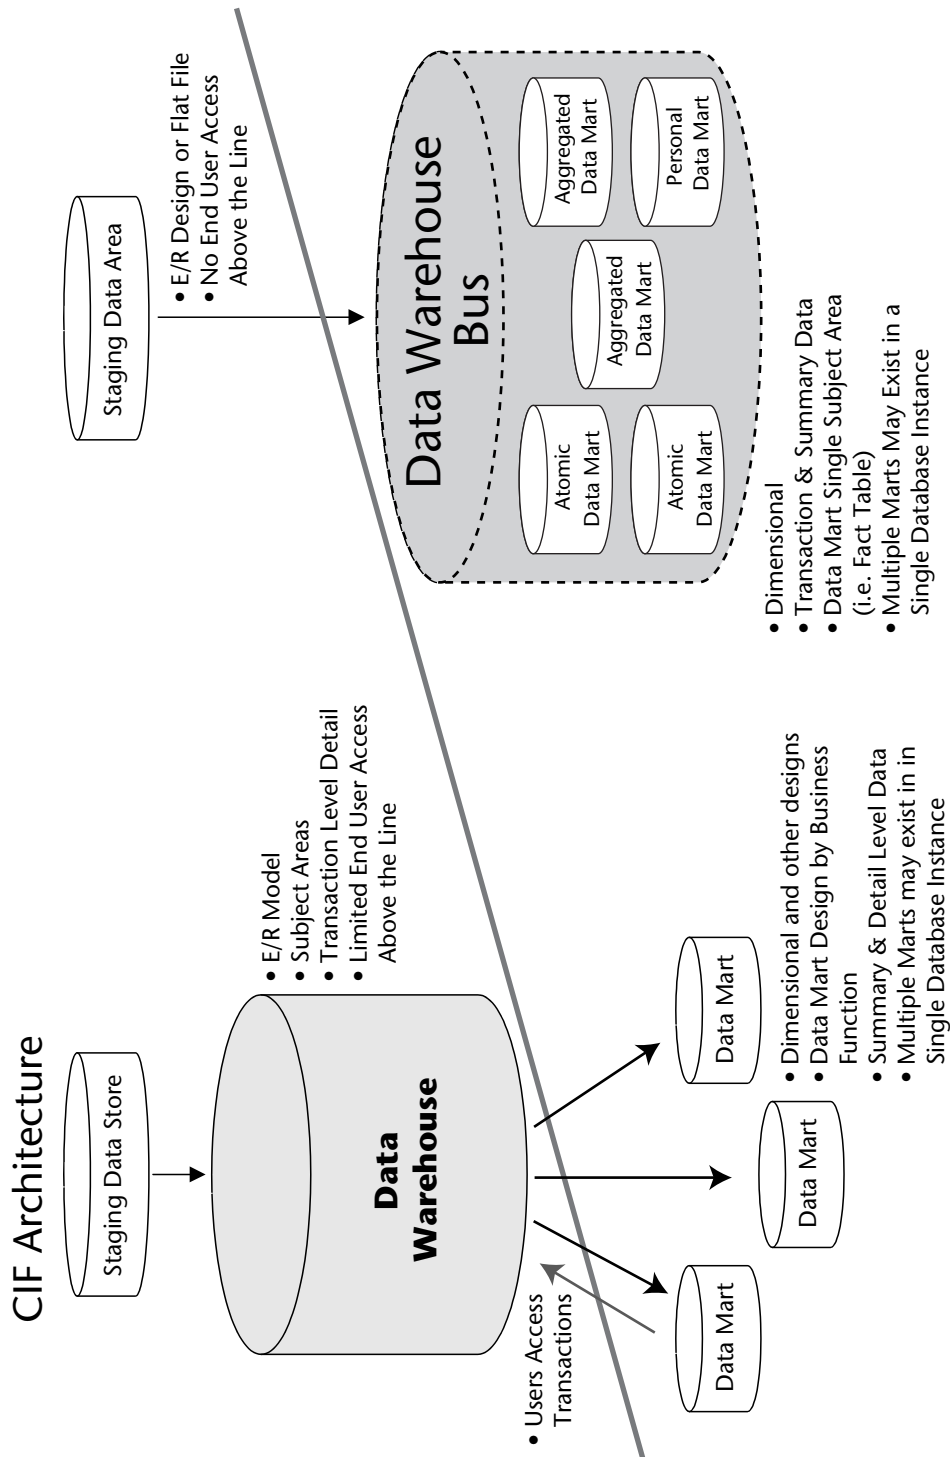 CIF Architecture
Staging Data Store
Data
Warehouse
• E/R Model
• Subject Areas
• Transaction Level Detail
• Limited End User Access
Above the Line
• Users Access
Transactions
Data Mart
Data Mart
Data Mart
• Dimensional and other designs
• Data Mart Design by Business
Function
• Summary & Detail Level Data
• Multiple Marts may exist in in
Single Database Instance
Staging Data Area
• E/R Design or Flat File
• No End User Access
Above the Line
Data Warehouse
Bus
Atomic
Data Mart
Aggregated
Data Mart
Aggregated
Data Mart
Atomic
Data Mart
Personal
Data Mart
• Dimensional
• Transaction & Summary Data
• Data Mart Single Subject Area
(i.e. Fact Table)
• Multiple Marts May Exist in a
Single Database Instance